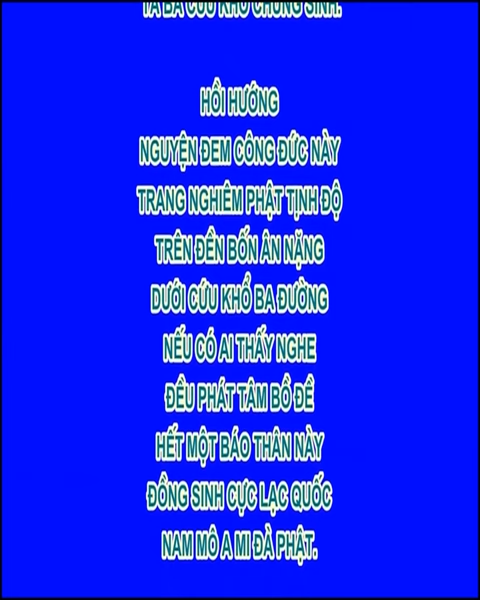 TA BÀ CỨU KHỔ CHÚNG SINH.
HỒI HƯỚNG
NGUYỆN ĐEM CÔNG ĐỨC NÀY
TRANG NGHIÊM PHẬT TỊNH ĐỘ
TRÊN ĐỀN BỐN ÂN NẶNG
DƯỚI CỨU KHỔ BA ĐƯỜNG
NẾU CÓ AI THẤY NGHE
ĐỀU PHÁT TÂM BỒ ĐỀ
HẾT MỘT BÁO THÂN NÀY
ĐỒNG SINH CỰC LẠC QUỐC
NAM MÔ A MI ĐÀ PHẬT.